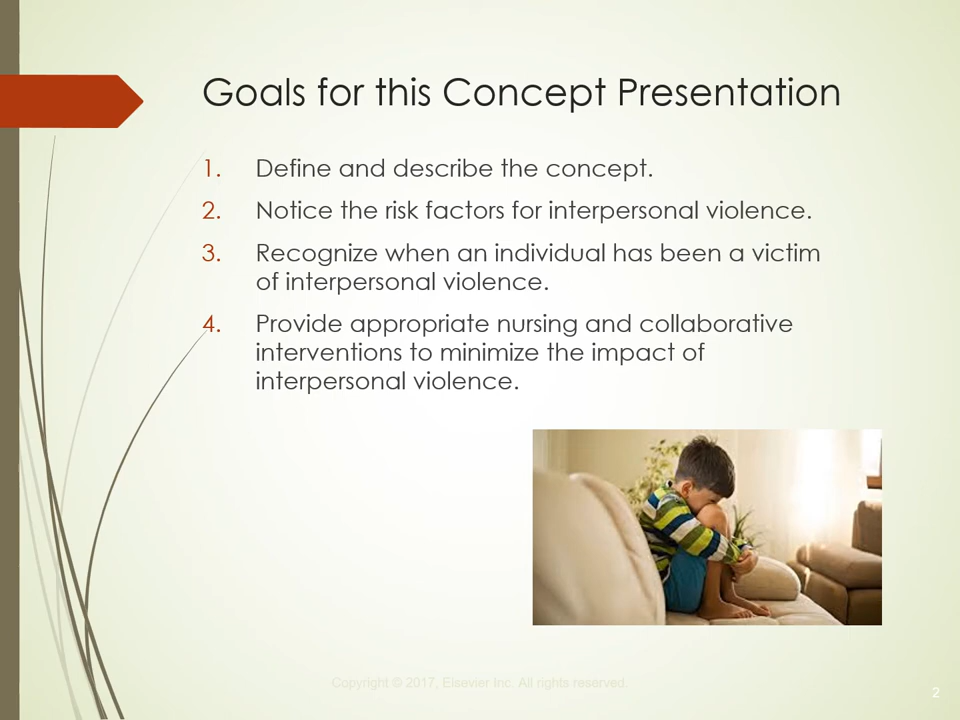 Goals for this Concept Presentation
1. Define and describe the concept.
2. Notice the risk factors for interpersonal violence.
3. Recognize when an individual has been a victim
of interpersonal violence.
4. Provide appropriate nursing and collaborative
interventions to minimize the impact of
interpersonal violence.
Copyright © 2017, Elsevier Inc. All rights reserved.
2